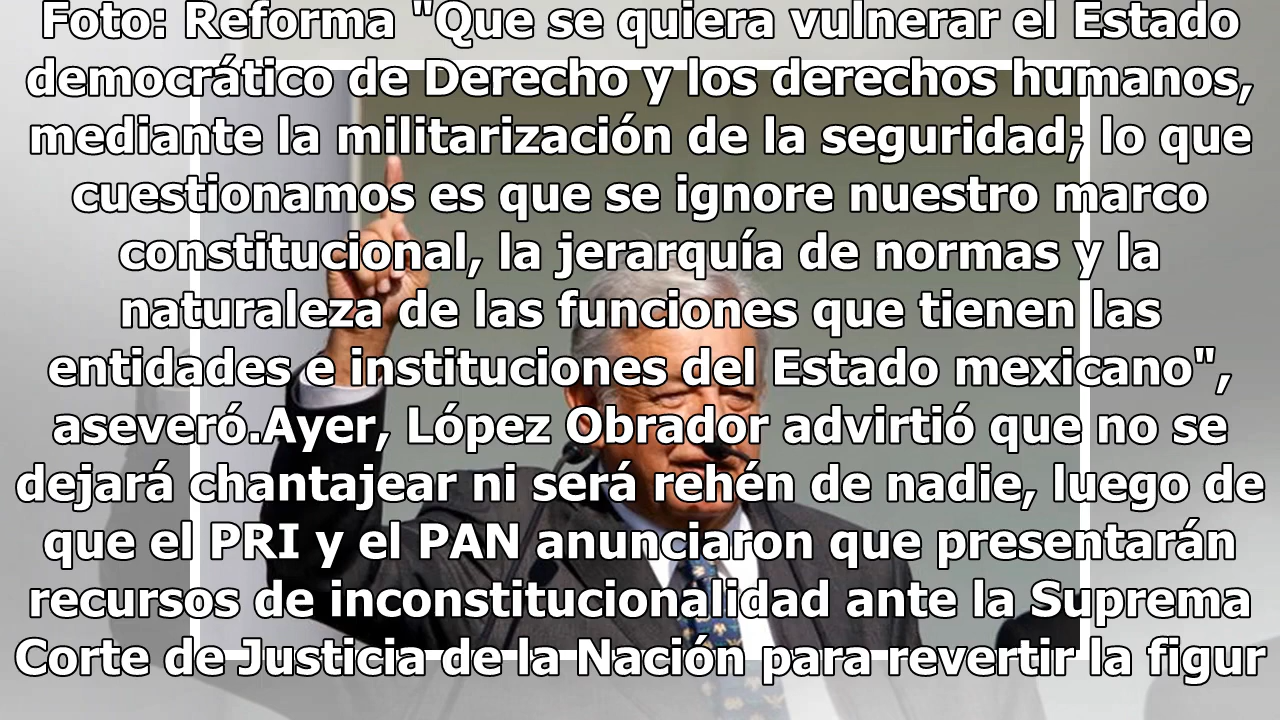 Foto: Reforma "Que se quiera vulnerar el Estado
democrático de Derecho y los derechos humanos,
mediante la militarización de la seguridad; lo que
cuestionamos es que se ignore nuestro marco
constitucional, la jerarquía de normas y la
naturaleza de las funciones que tienen las
entidades e instituciones del Estado mexicano",
aseveró.Ayer, López Obrador advirtió que no se
dejará chantajear ni será rehén de nadie, luego de
que el PRI y el PAN anunciaron que presentarán
recursos de inconstitucionalidad ante la Suprema
Corte de Justicia de la Nación para revertir la figur